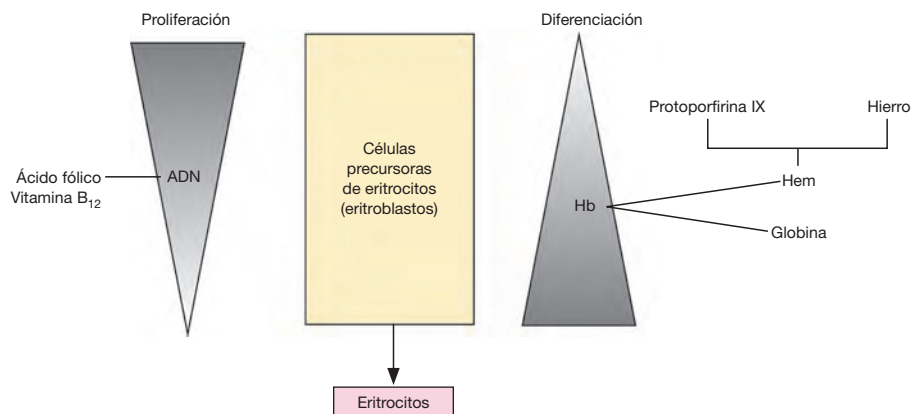 Proliferación
Diferenciación
Protoporfirina IX
Hierro
Ácido fólico
Vitamina B12
ADN
Células
precursoras
de eritrocitos
(eritroblastos)
Hb
Hem
Globina
Eritrocitos